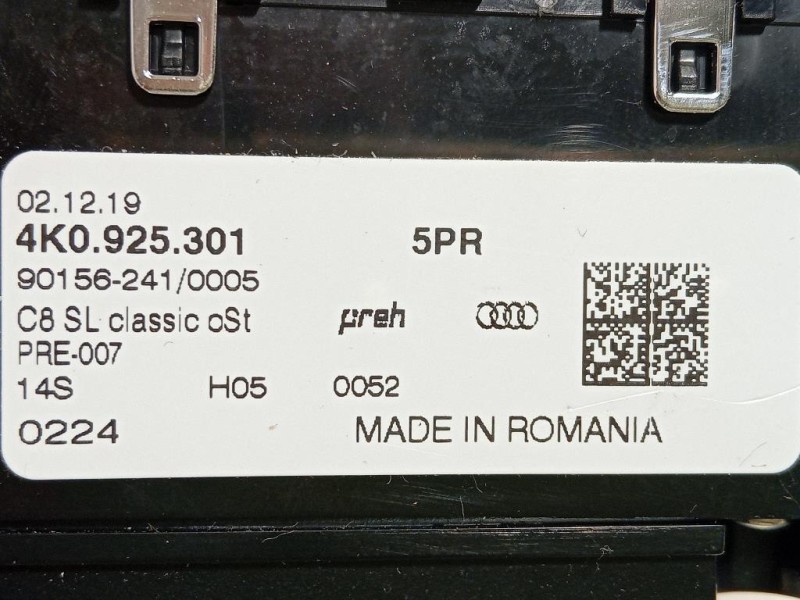 02.12.19
4K0.925.301 5PR
90156-241/0005
C8 SL classic oSt preh
PRE-007
14S H05 0052
0224 MADE IN ROMANIA